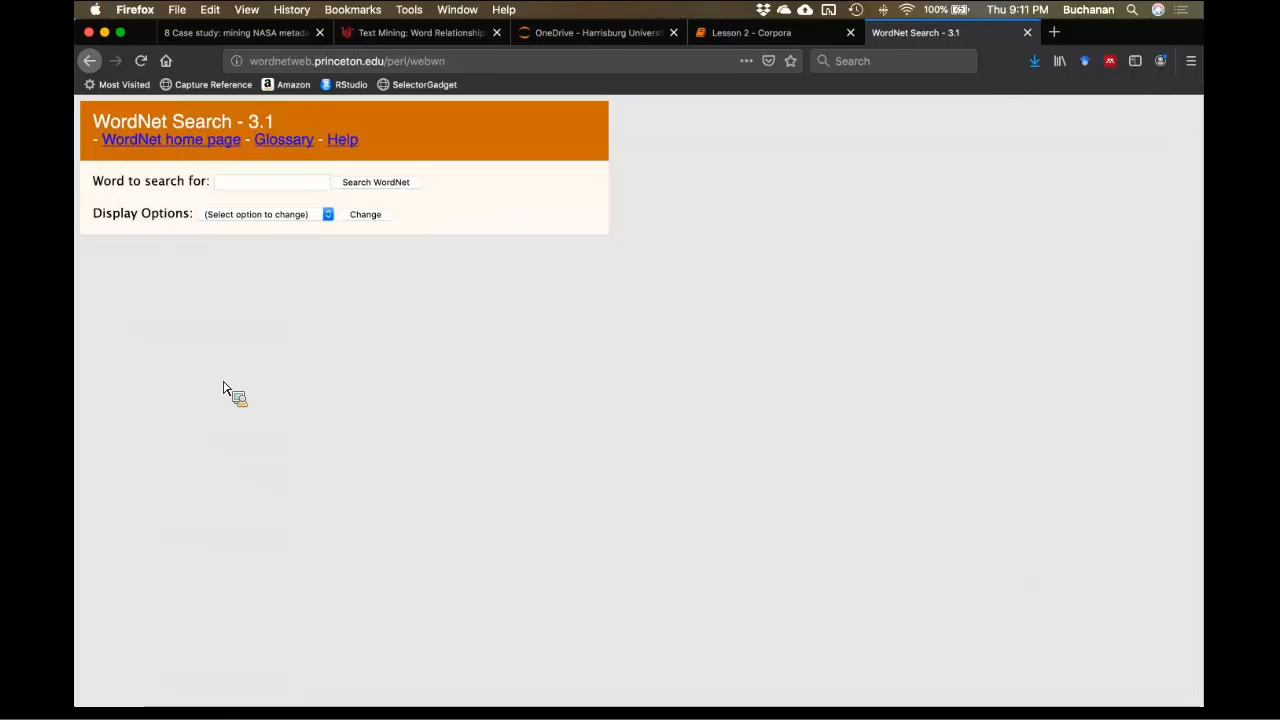 Firefox File Edit View History Bookmarks Tools Window Help 100% Thu 9:11 PM Buchanan
8 Case study: mining NASA metada Text Mining: Word Relationship OneDrive - Harrisburg Universi Lesson 2 - Corpora WordNet Search - 3.1
wordnetweb.princeton.edu/perl/webwn Search
Most Visited Capture Reference Amazon RStudio SelectorGadget
WordNet Search - 3.1
- WordNet home page - Glossary - Help
Word to search for: Search WordNet
Display Options: (Select option to change) Change